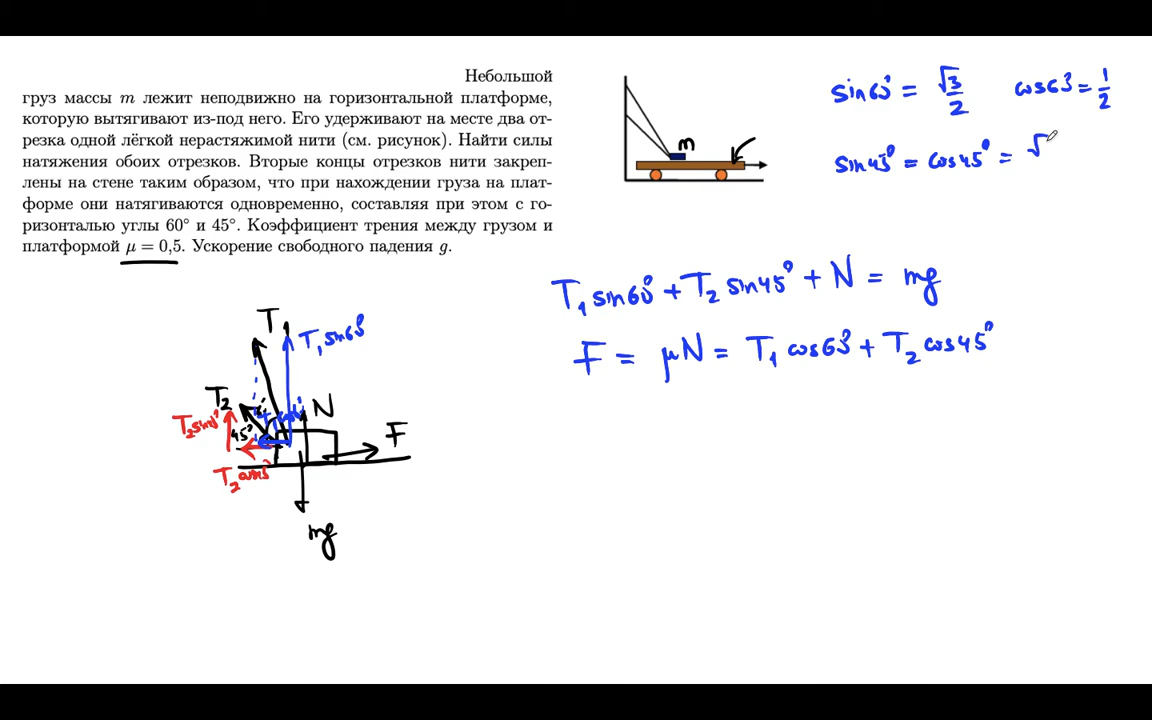 Небольшой
груз массы m лежит неподвижно на горизонтальной платформе,
которую вытягивают из-под него. Его удерживают на месте два от-
резка одной лёгкой нерастяжимой нити (см. рисунок). Найти силы
натяжения обоих отрезков. Вторые концы отрезков нити закреп-
лены на стене таким образом, что при нахождении груза на плат-
форме они натягиваются одновременно, составляя при этом с го-
ризонталью углы 60° и 45°. Коэффициент трения между грузом и
платформой μ = 0,5. Ускорение свободного падения g.
m
sin60° = √3/2 cos60° = 1/2
sin45° = cos45° = √
T₁ sin60° + T₂ sin45° + N = mg
F = μN = T₁ cos60° + T₂ cos45°
T₁
T₁ sin60°
T₂
N
T₂ sin45°
45°
F
T₂ cos45°
mg